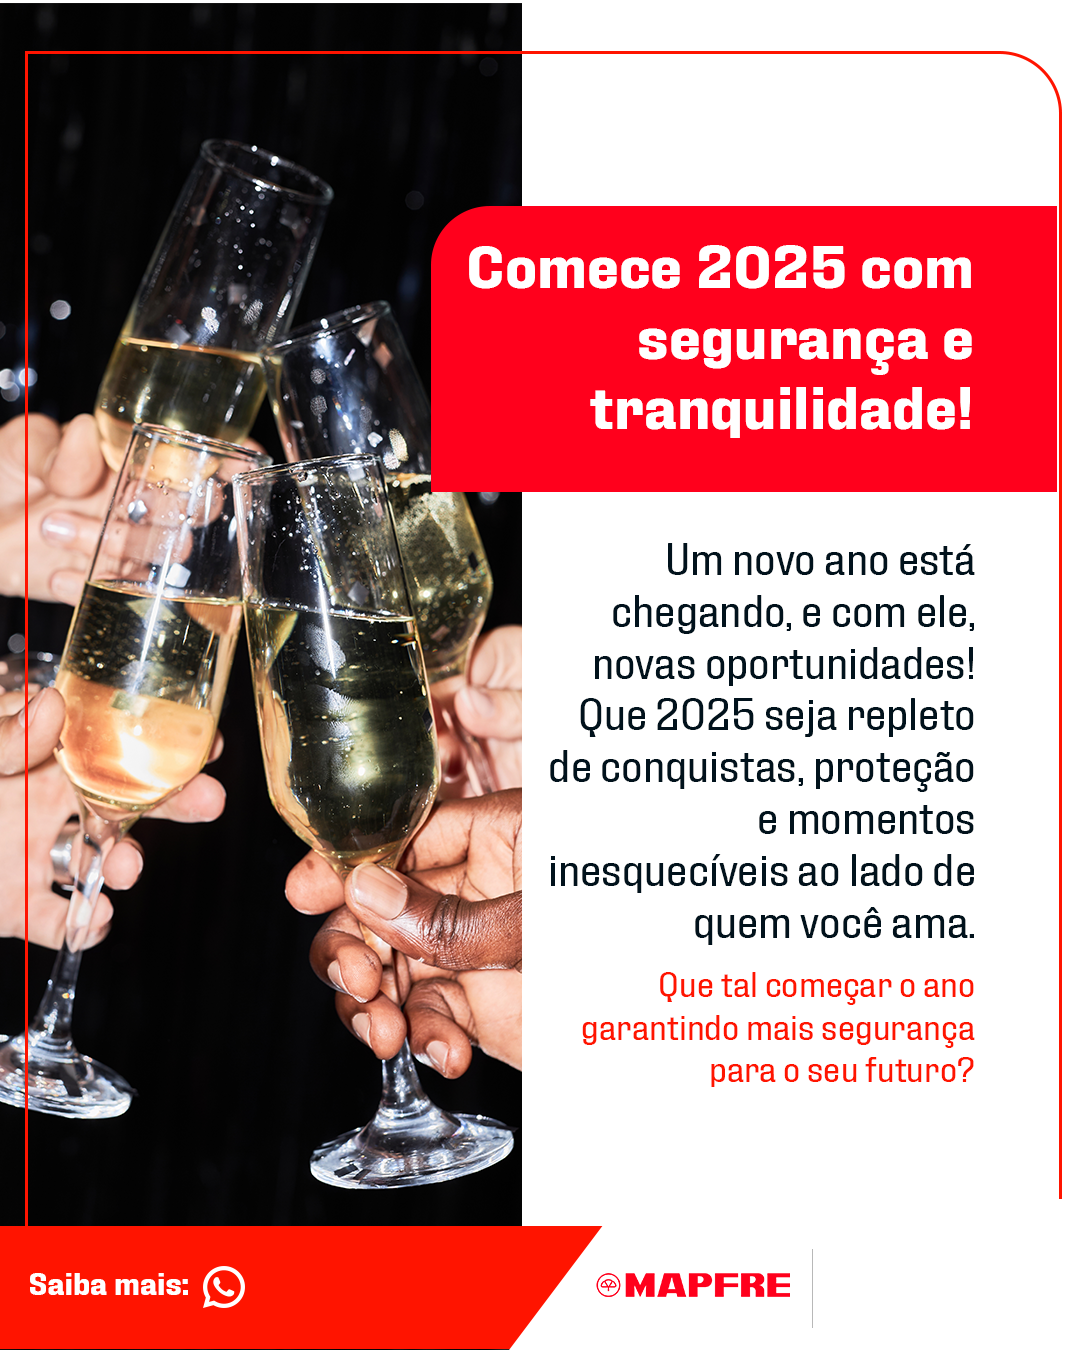 Comece 2025 com
segurança e
tranquilidade!
Um novo ano está
chegando, e com ele,
novas oportunidades!
Que 2025 seja repleto
de conquistas, proteção
e momentos
inesquecíveis ao lado de
quem você ama.
Que tal começar o ano
garantindo mais segurança
para o seu futuro?
Saiba mais:
MAPFRE